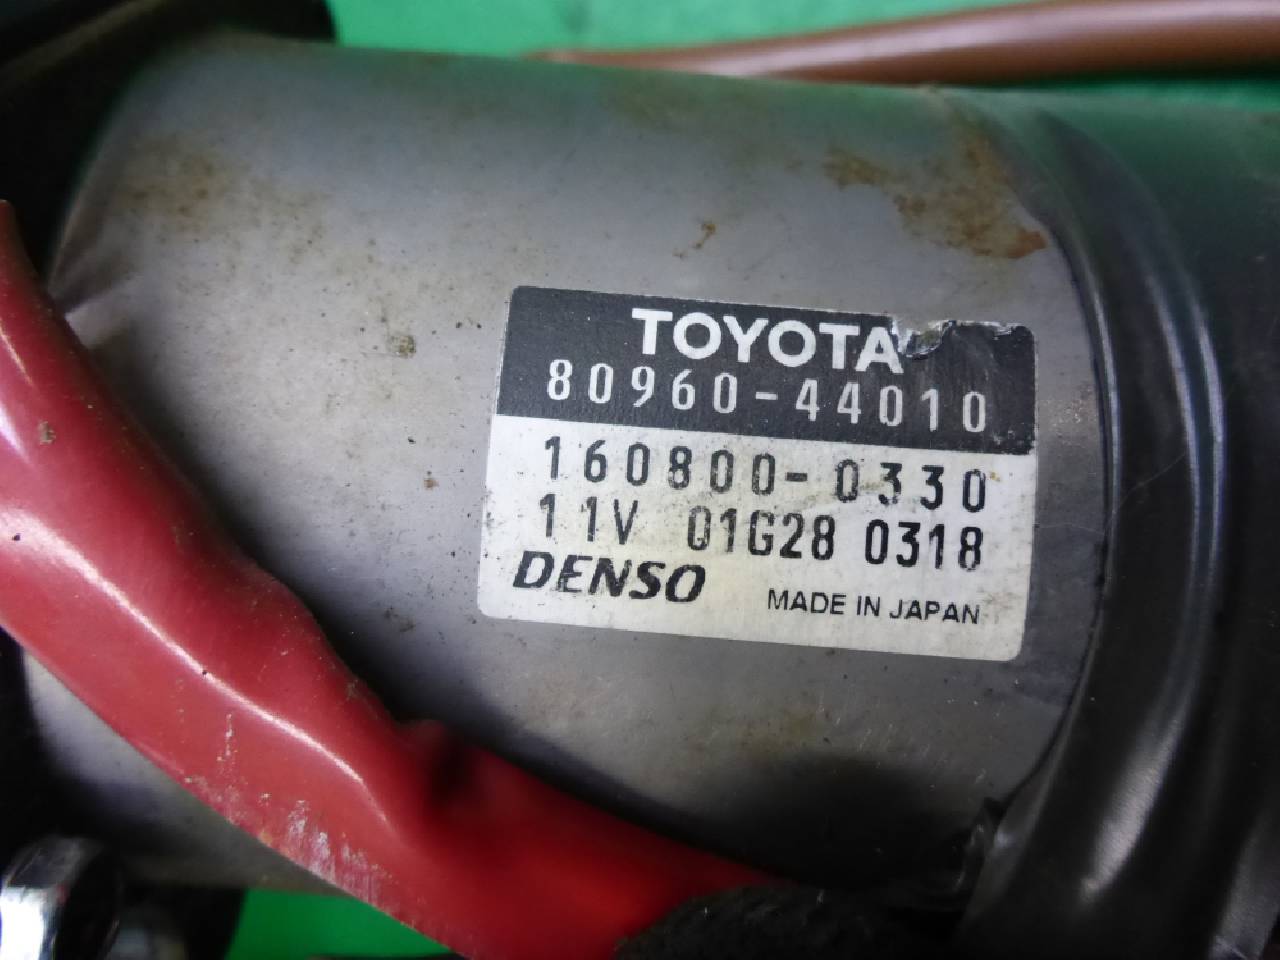 TOYOTA
80960-44010
160800-0330
11V 01G28 0318
DENSO MADE IN JAPAN